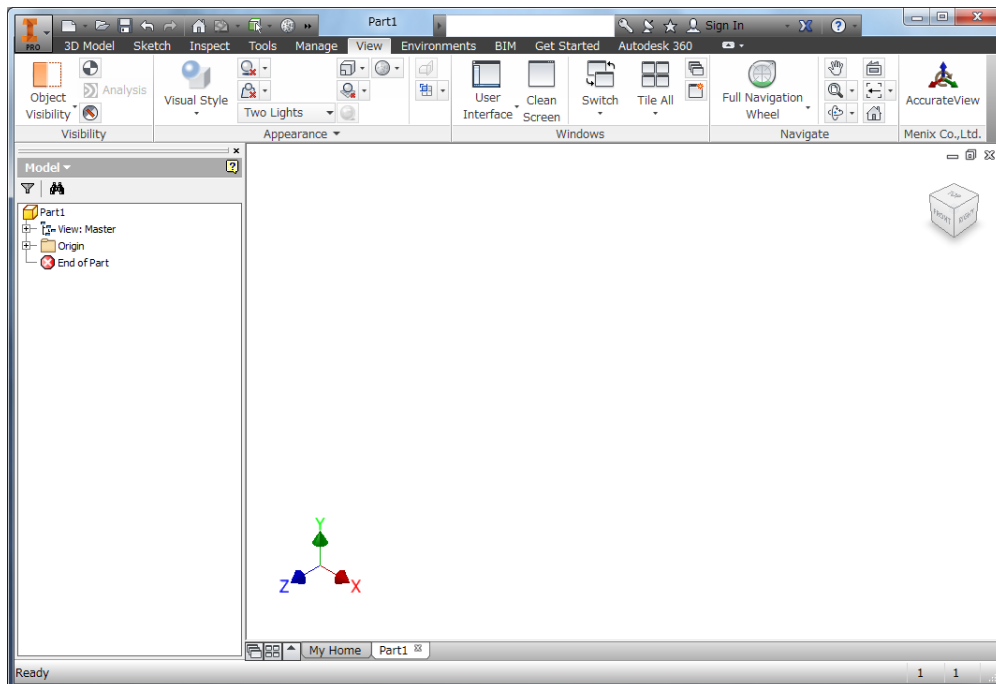 Part1
Sign In
PRO
3D Model Sketch Inspect Tools Manage View Environments BIM Get Started Autodesk 360
Object Visibility
Analysis
Visual Style
Two Lights
User Interface
Clean Screen
Switch
Tile All
Full Navigation Wheel
AccurateView
Visibility
Appearance
Windows
Navigate
Menix Co.,Ltd.
Model
Part1
View: Master
Origin
End of Part
FRONT
RIGHT
Y
Z
X
My Home
Part1
Ready
1 1